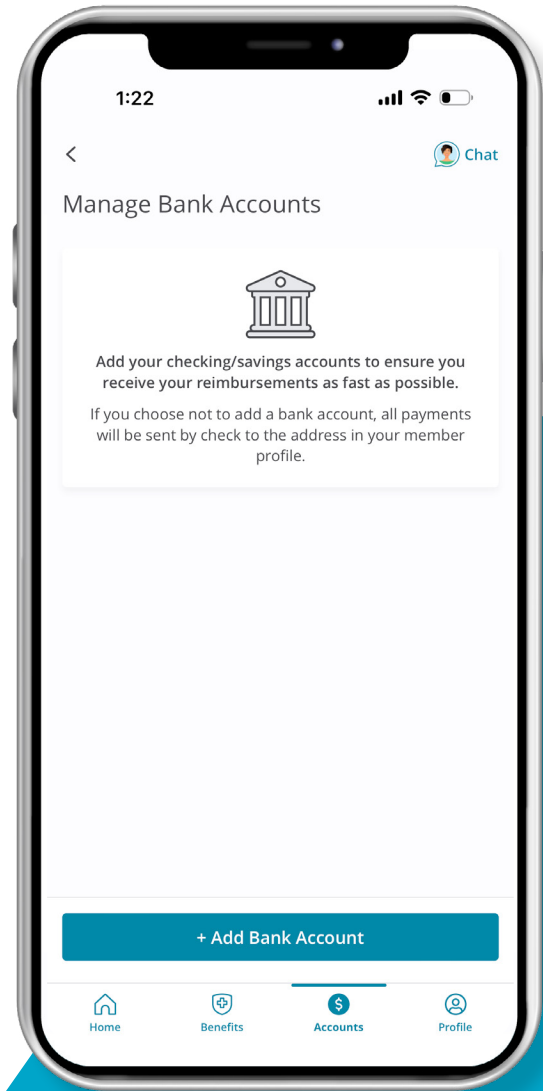 1:22
Chat
Manage Bank Accounts
Add your checking/savings accounts to ensure you
receive your reimbursements as fast as possible.
If you choose not to add a bank account, all payments
will be sent by check to the address in your member
profile.
+ Add Bank Account
$
Home Benefits Accounts Profile